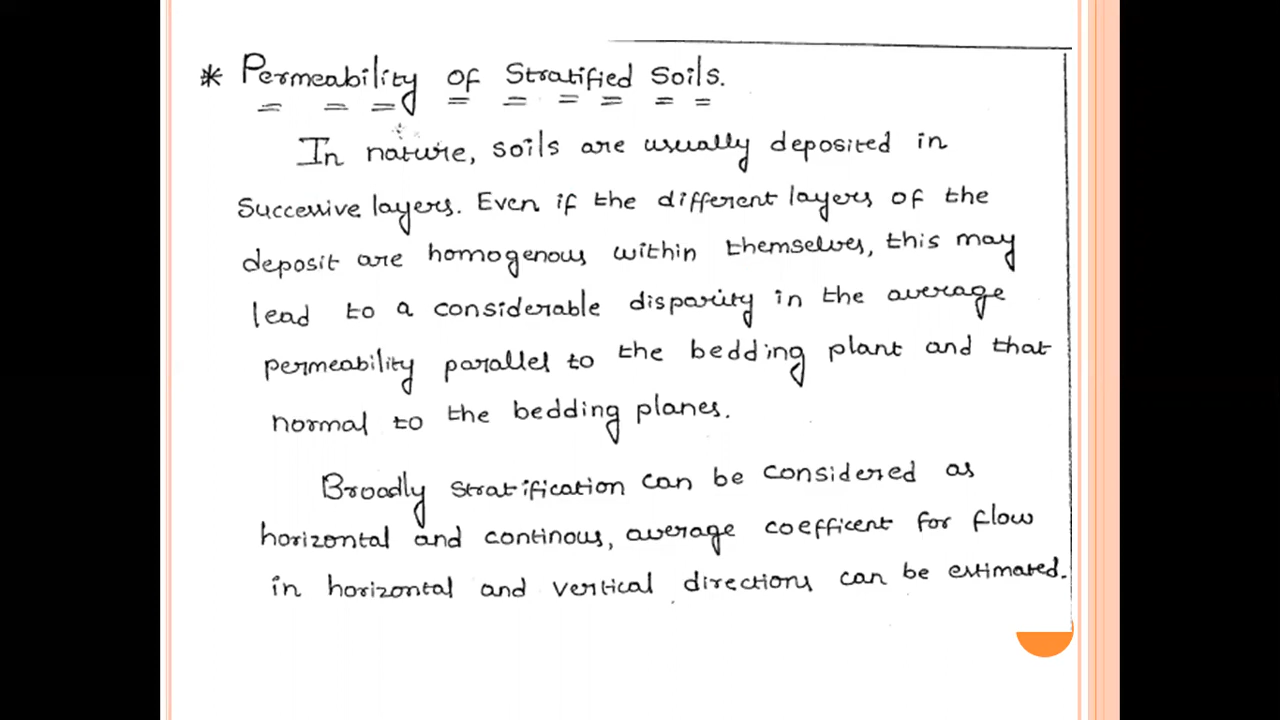 * Permeability of Stratified Soils.
In nature, soils are usually deposited in
Successive layers. Even if the different layers of the
deposit are homogenous within themselves, this may
lead to a considerable disparity in the average
permeability parallel to the bedding plant and that
normal to the bedding planes.
Broadly stratification can be considered as
horizontal and continous, average coefficent for flow
in horizontal and vertical directions can be estimated.